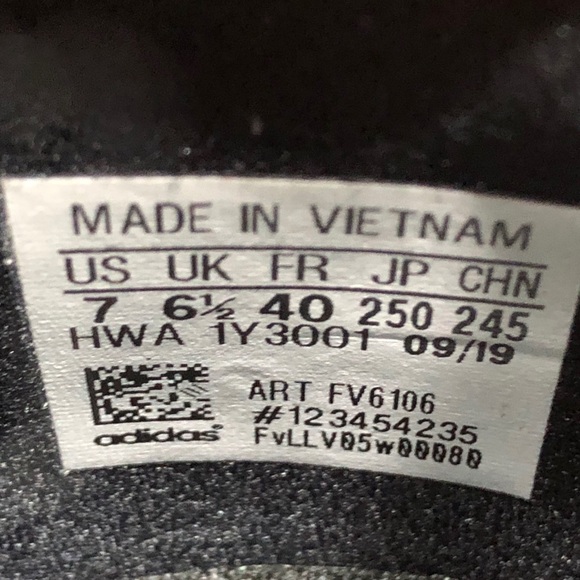 MADE IN VIETNAM
US UK FR JP CHN
7 6½ 40 250 245
HWA 1Y3001 09/19
ART FV6106
#123454235
adidas FvLLV05w00080